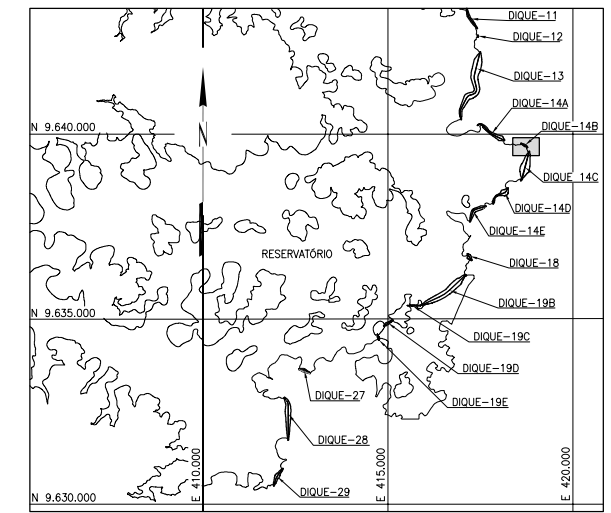 DIQUE-11
DIQUE-12
DIQUE-13
DIQUE-14A
N 9.640.000
DIQUE-14B
N
DIQUE 14C
DIQUE-14D
DIQUE-14E
RESERVATÓRIO
DIQUE-18
DIQUE-19B
N 9.635.000
DIQUE-19C
DIQUE-19D
DIQUE-27
DIQUE-19E
DIQUE-28
E 410.000
E 415.000
E 420.000
DIQUE-29
N 9.630.000